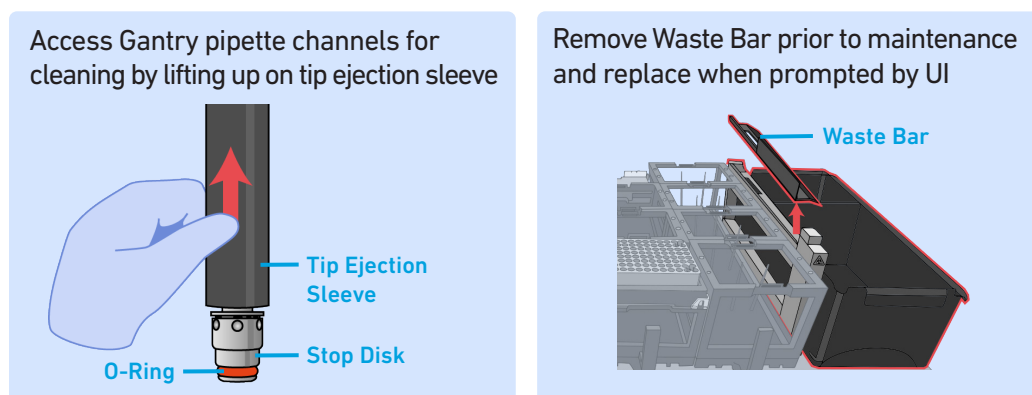 Access Gantry pipette channels for
cleaning by lifting up on tip ejection sleeve
Tip Ejection
Sleeve
Stop Disk
O-Ring
Remove Waste Bar prior to maintenance
and replace when prompted by UI
Waste Bar